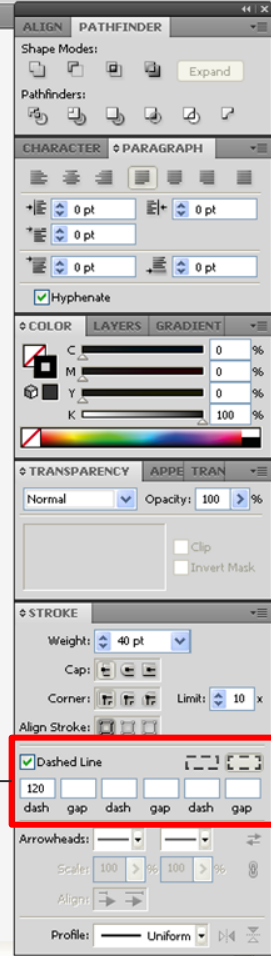 ALIGN PATHFINDER
Shape Modes:
Expand
Pathfinders:
CHARACTER PARAGRAPH
0 pt 0 pt
0 pt
0 pt 0 pt
Hyphenate
COLOR LAYERS GRADIENT
C 0 %
M 0 %
Y 0 %
K 100 %
TRANSPARENCY APPE TRAN
Normal Opacity: 100 %
Clip
Invert Mask
STROKE
Weight: 40 pt
Cap:
Corner: Limit: 10 x
Align Stroke:
Dashed Line
120
dash gap dash gap dash gap
Arrowheads:
Scale: 100 % 100 %
Align:
Profile: Uniform